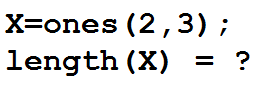 X=ones(2,3);
length(X) = ?